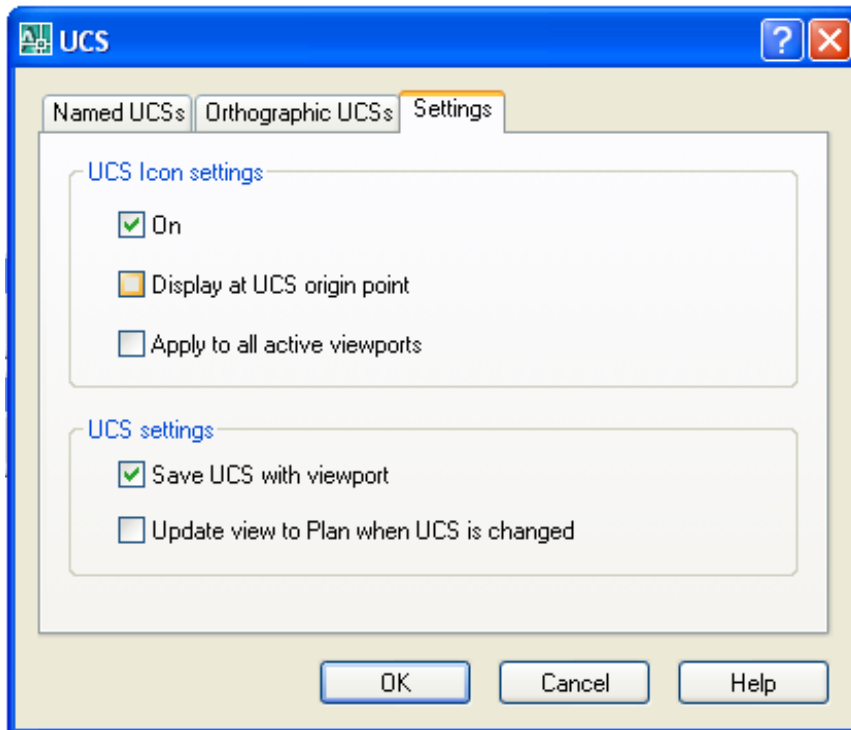 UCS
Named UCSs Orthographic UCSs Settings
UCS Icon settings
On
Display at UCS origin point
Apply to all active viewports
UCS settings
Save UCS with viewport
Update view to Plan when UCS is changed
OK Cancel Help